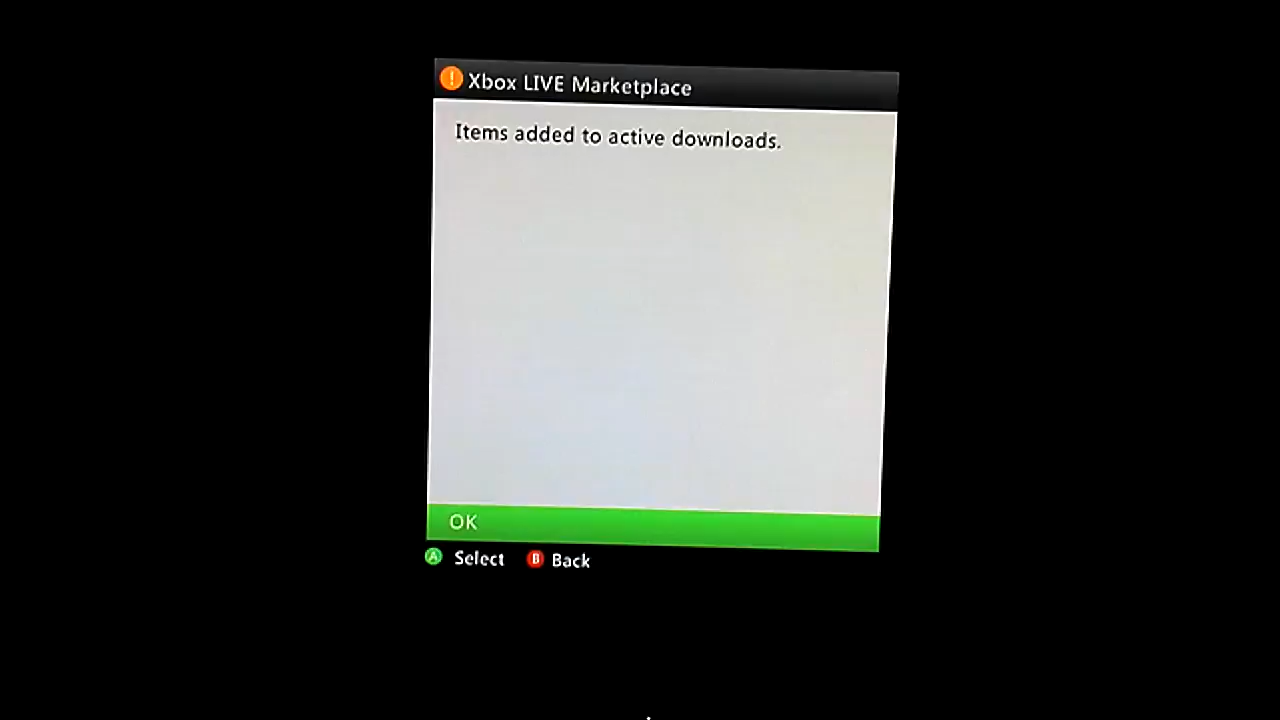 ! Xbox LIVE Marketplace
Items added to active downloads.
OK
A Select B Back